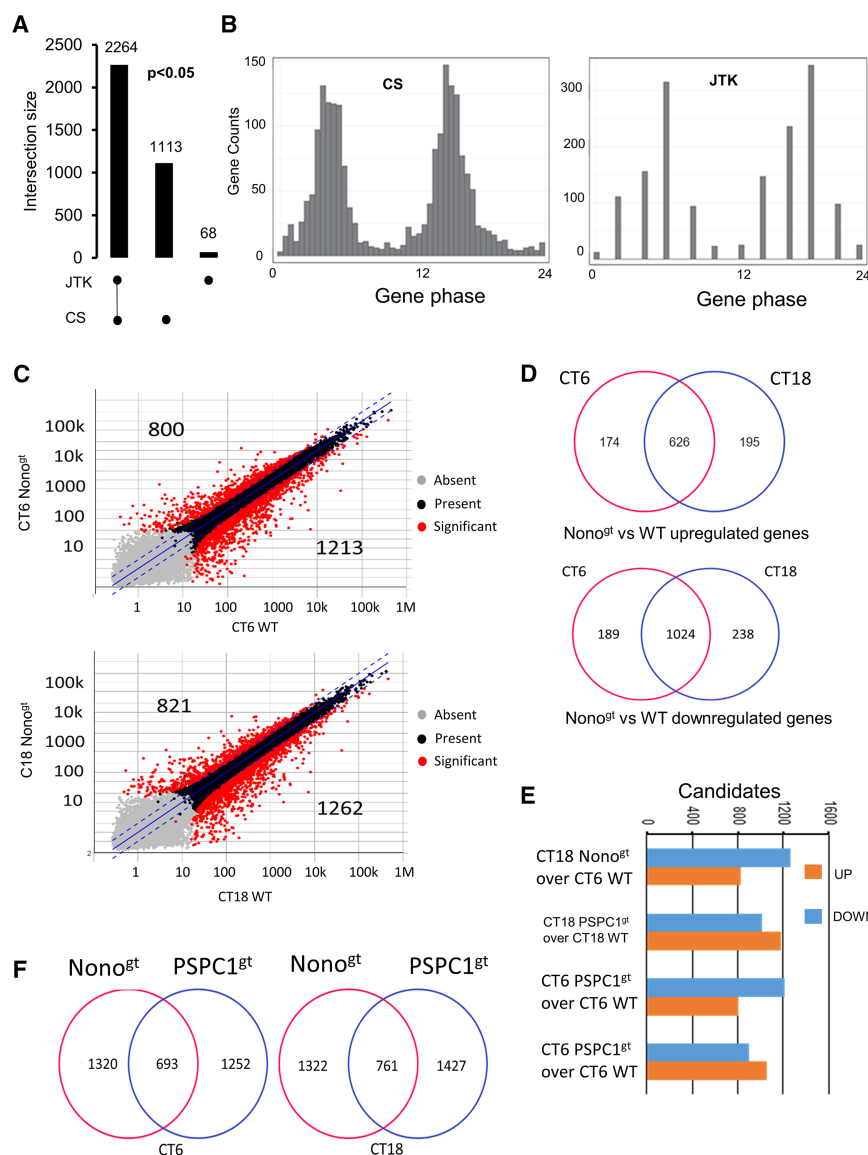 A
2500
2000
1500
1000
500
0
Intersection size
2264
p<0.05
1113
68
JTK
CS
B
150
100
50
0
Gene Counts
CS
0
12
24
Gene phase
300
200
100
0
JTK
0
12
24
Gene phase
C
100k
10k
1000
100
10
CT6 Nonogt
800
1213
1
10
100
1000
10k
100k
1M
CT6 WT
Absent
Present
Significant
100k
10k
1000
100
10
2
C18 Nonogt
821
1262
1
10
100
1000
10k
100k
1M
CT18 WT
Absent
Present
Significant
D
CT6
CT18
174
626
195
Nonogt vs WT upregulated genes
CT6
CT18
189
1024
238
Nonogt vs WT downregulated genes
E
Candidates
0
400
800
1200
1600
CT18 Nonogt
over CT6 WT
CT18 PSPC1gt
over CT18 WT
CT6 PSPC1gt
over CT6 WT
CT6 PSPC1gt
over CT6 WT
UP
DOWN
F
Nonogt
PSPC1gt
1320
693
1252
CT6
Nonogt
PSPC1gt
1322
761
1427
CT18